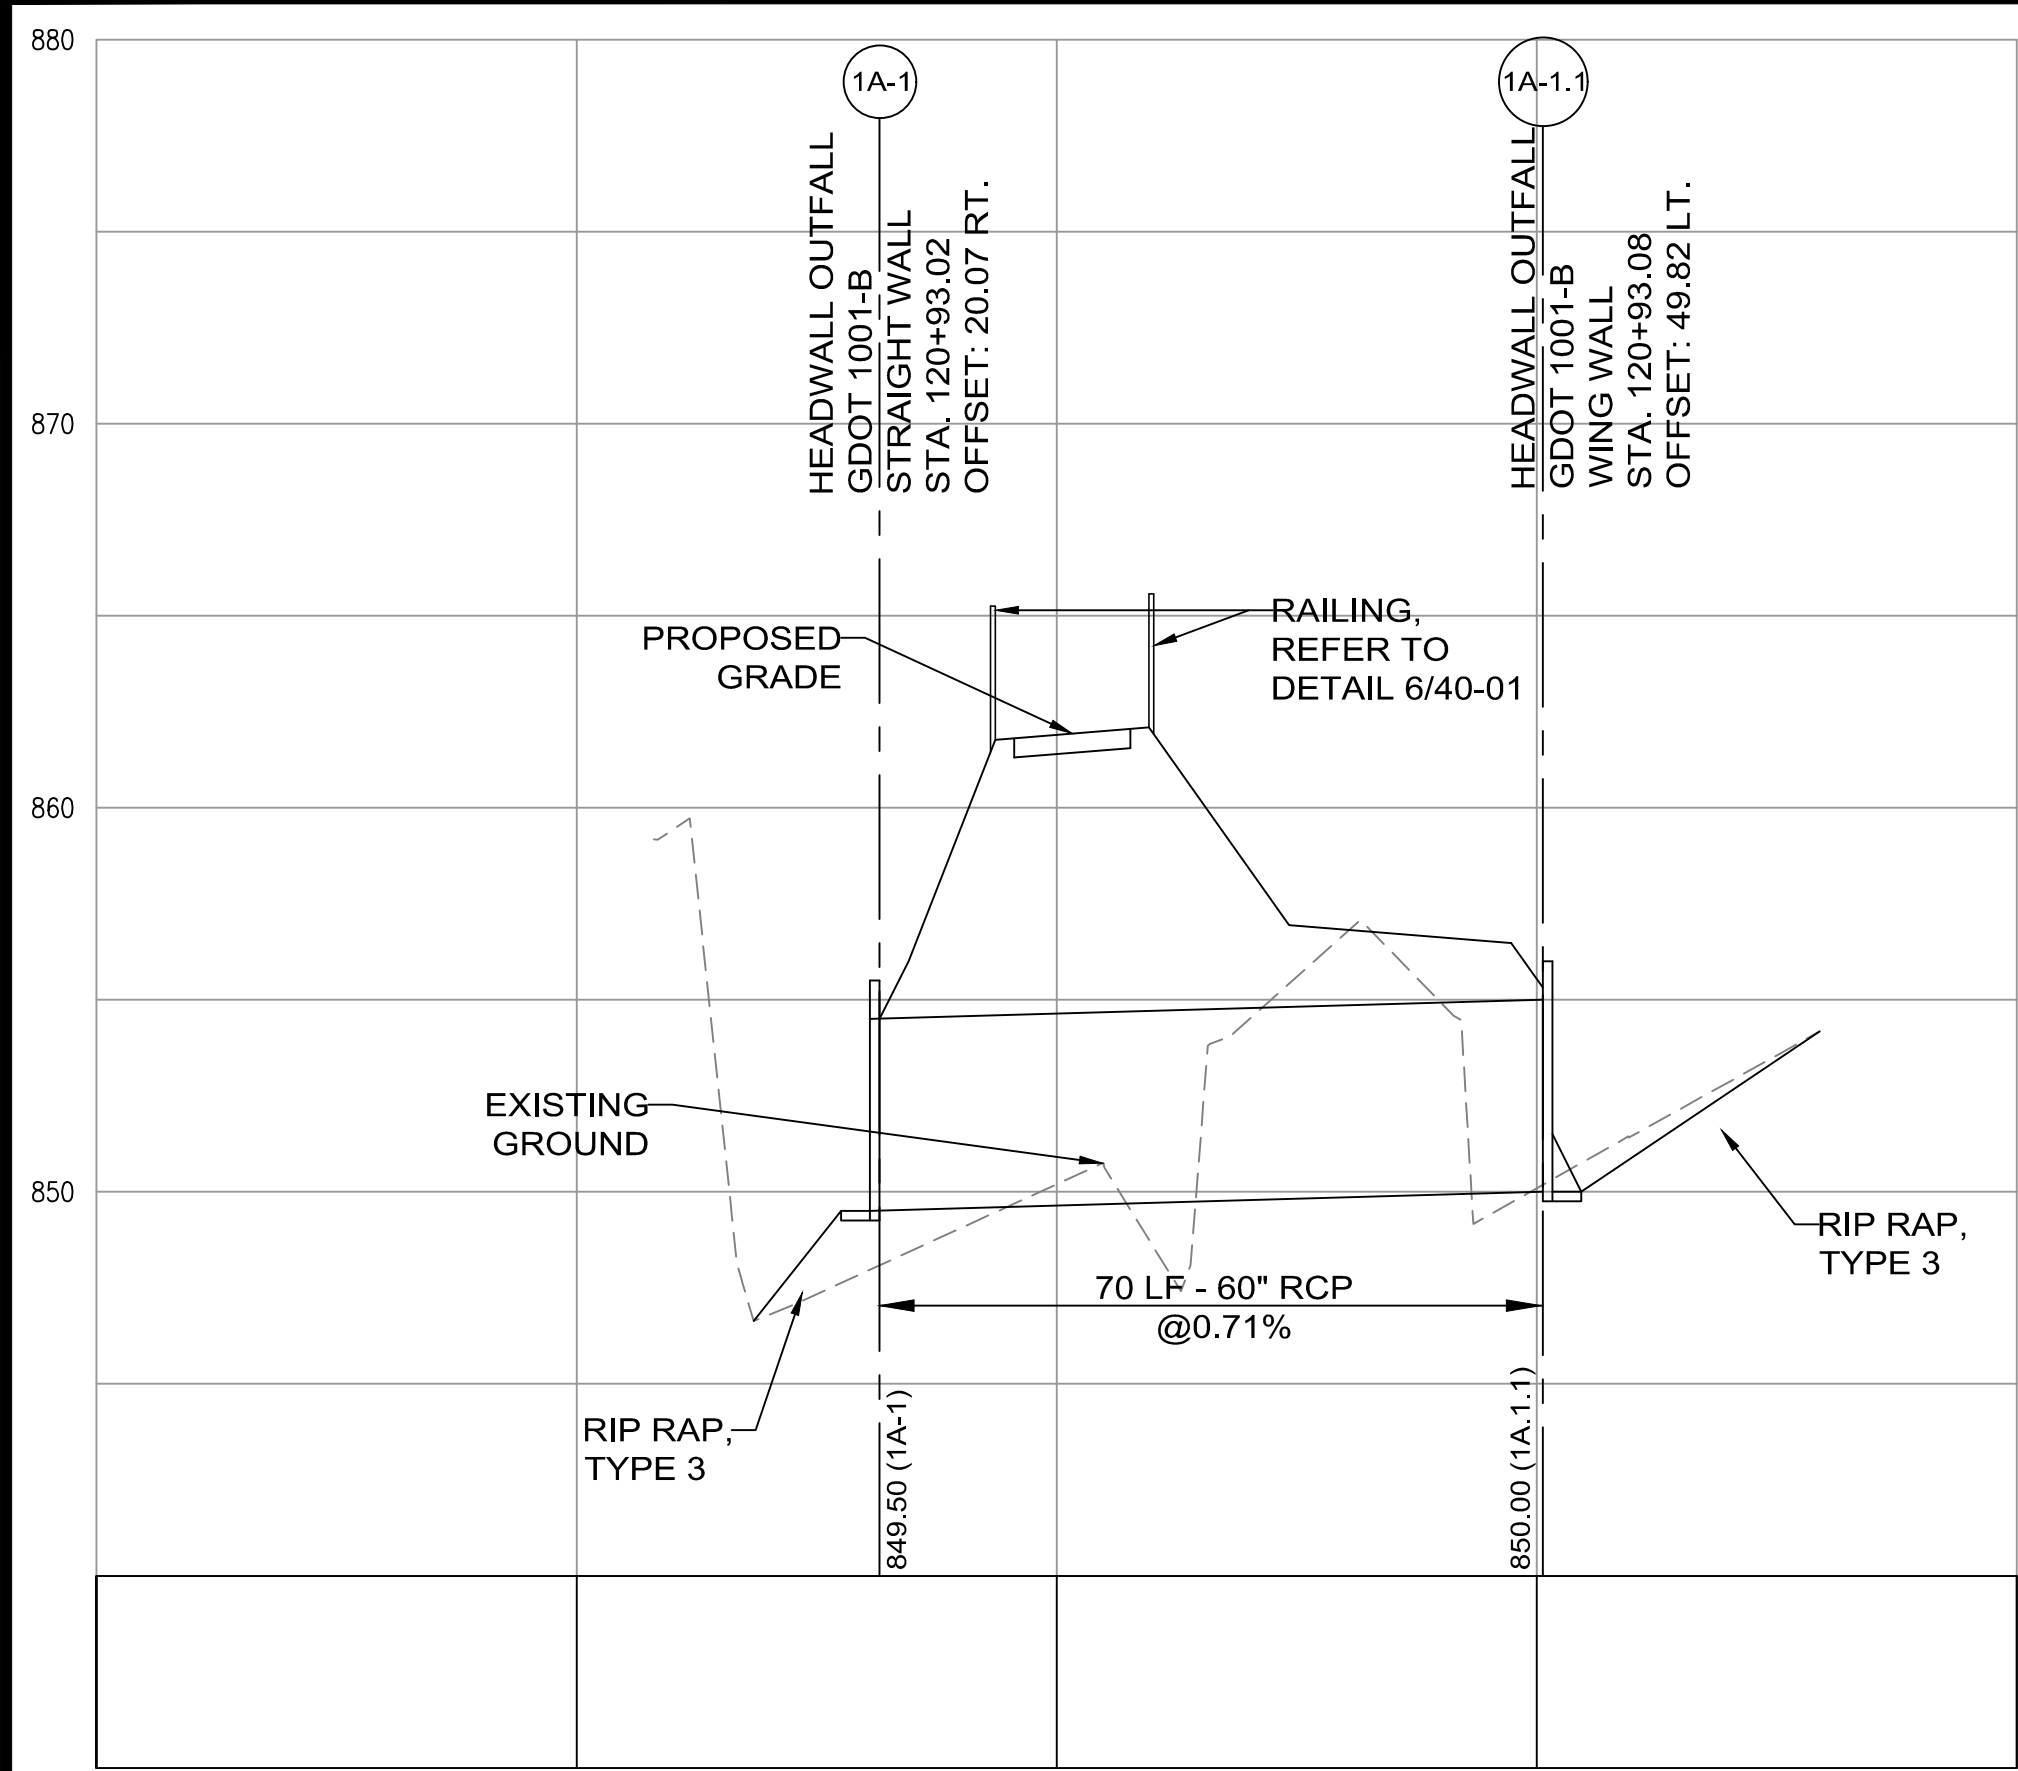 880
870
860
850
1A-1
HEADWALL OUTFALL
GDOT 1001-B
STRAIGHT WALL
STA. 120+93.02
OFFSET: 20.07 RT.
1A-1.1
HEADWALL OUTFALL
GDOT 1001-B
WING WALL
STA. 120+93.08
OFFSET: 49.82 LT.
PROPOSED
GRADE
RAILING,
REFER TO
DETAIL 6/40-01
EXISTING
GROUND
RIP RAP,
TYPE 3
70 LF - 60" RCP
@0.71%
RIP RAP,
TYPE 3
849.50 (1A-1)
850.00 (1A.1.1)